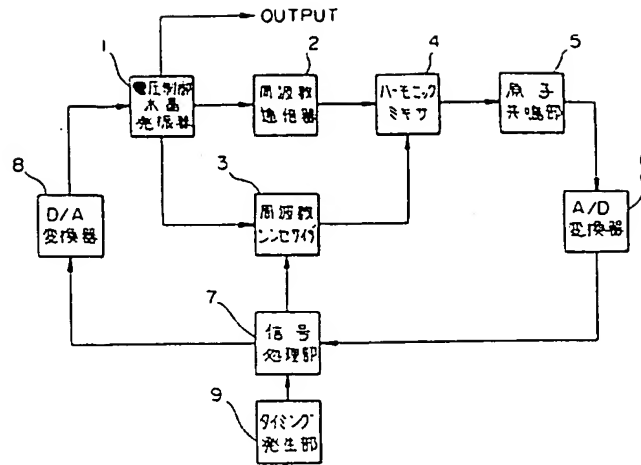 OUTPUT
1
2
4
5
電圧制御
水晶
発振器
周波数
逓倍器
ハーモニック
ミキサ
原子
共鳴部
8
3
6
D/A
変換器
周波数
シンセサイザ
A/D
変換器
7
信号
処理部
9
タイミング
発生部